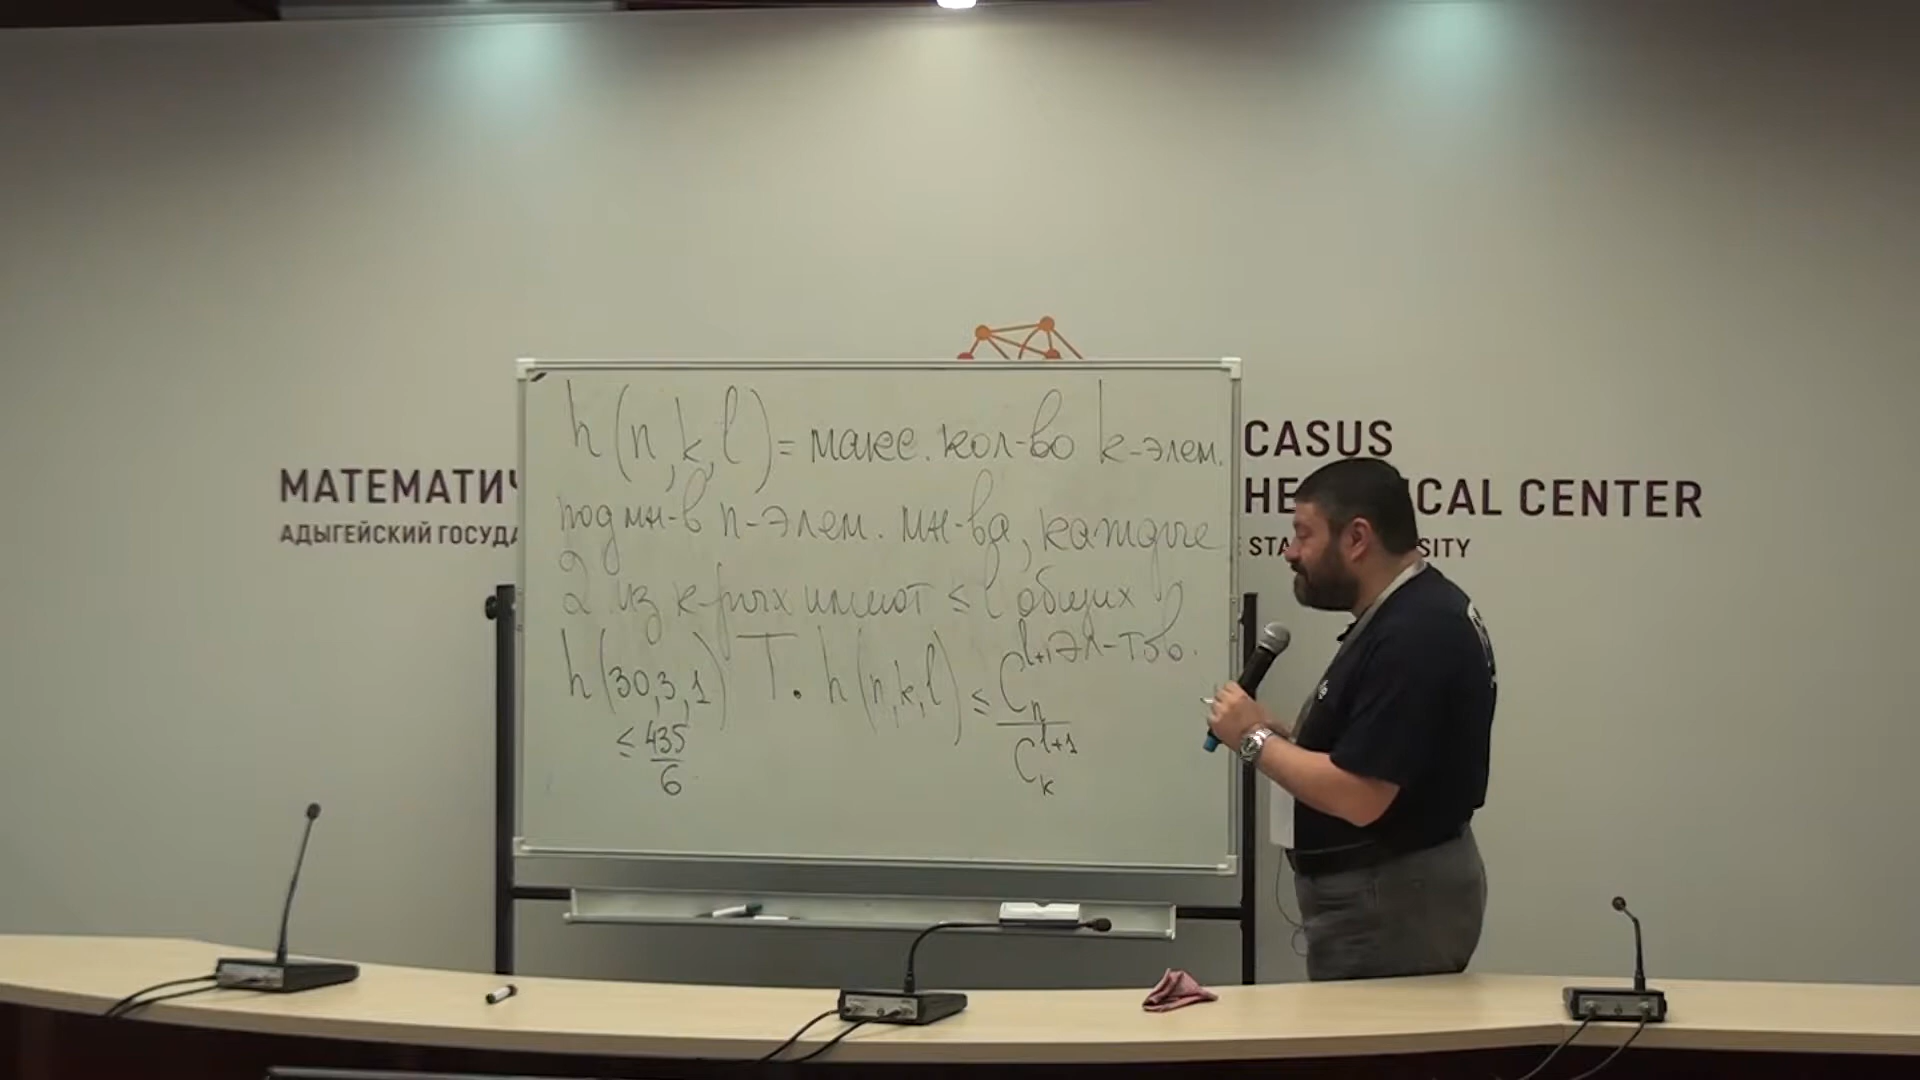 h(n,k,l)= макс. кол-во k-элем.
подмн-в n-элем. мн-ва, каждые
2 из к-рых имеют ≤ l общих
эл-тов.
h(30,3,1) ≤ 435/6
Т. h(n,k,l) ≤ C_n^{l+1} / C_k^{l+1}
МАТЕМАТИЧ
АДЫГЕЙСКИЙ ГОСУДА
CASUS
HE ICAL CENTER
STA SITY